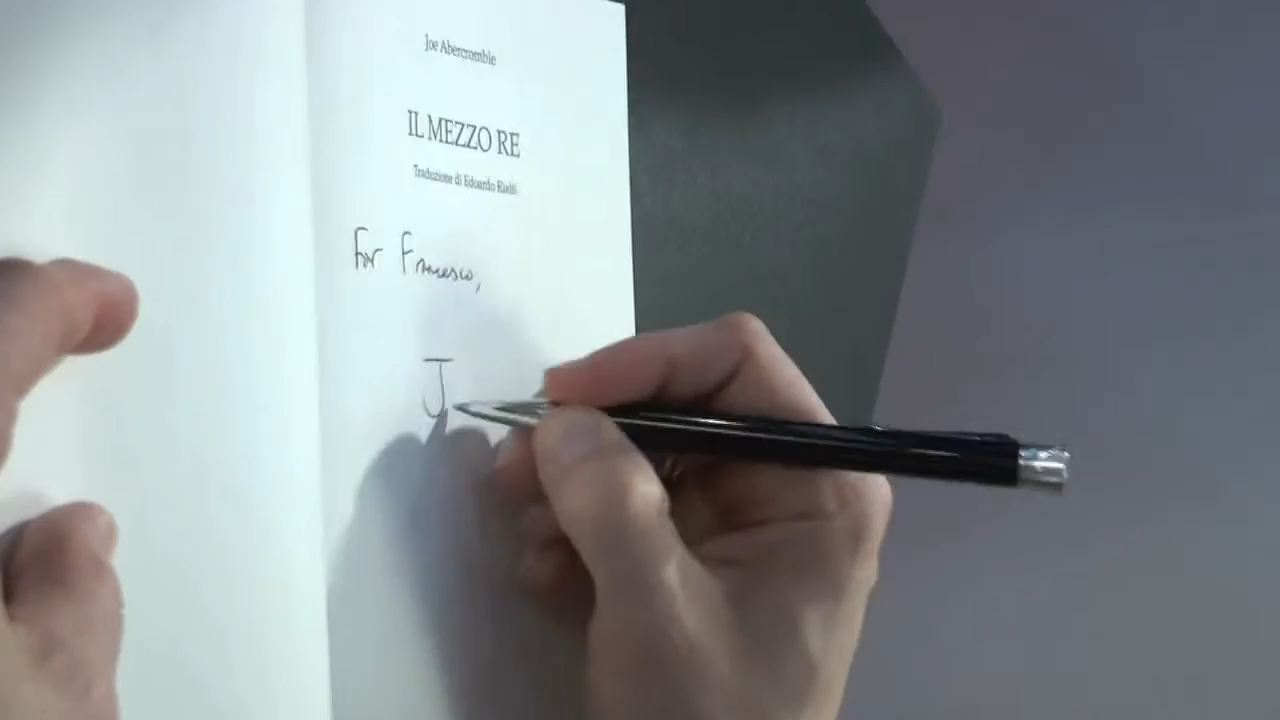 Joe Abercrombie
IL MEZZO RE
Traduzione di Edoardo Rialti
For Francesco,
J